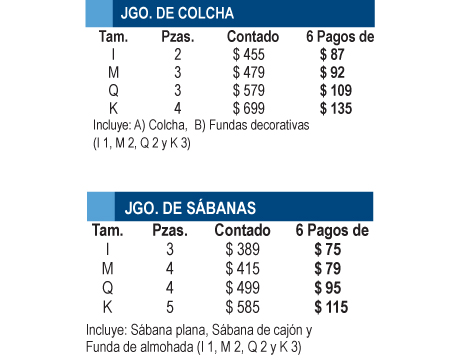 JGO. DE COLCHA
Tam. Pzas. Contado 6 Pagos de
I 2 $ 455 $ 87
M 3 $ 479 $ 92
Q 3 $ 579 $ 109
K 4 $ 699 $ 135
Incluye: A) Colcha, B) Fundas decorativas
(I 1, M 2, Q 2 y K 3)
JGO. DE SÁBANAS
Tam. Pzas. Contado 6 Pagos de
I 3 $ 389 $ 75
M 4 $ 415 $ 79
Q 4 $ 499 $ 95
K 5 $ 585 $ 115
Incluye: Sábana plana, Sábana de cajón y
Funda de almohada (I 1, M 2, Q 2 y K 3)